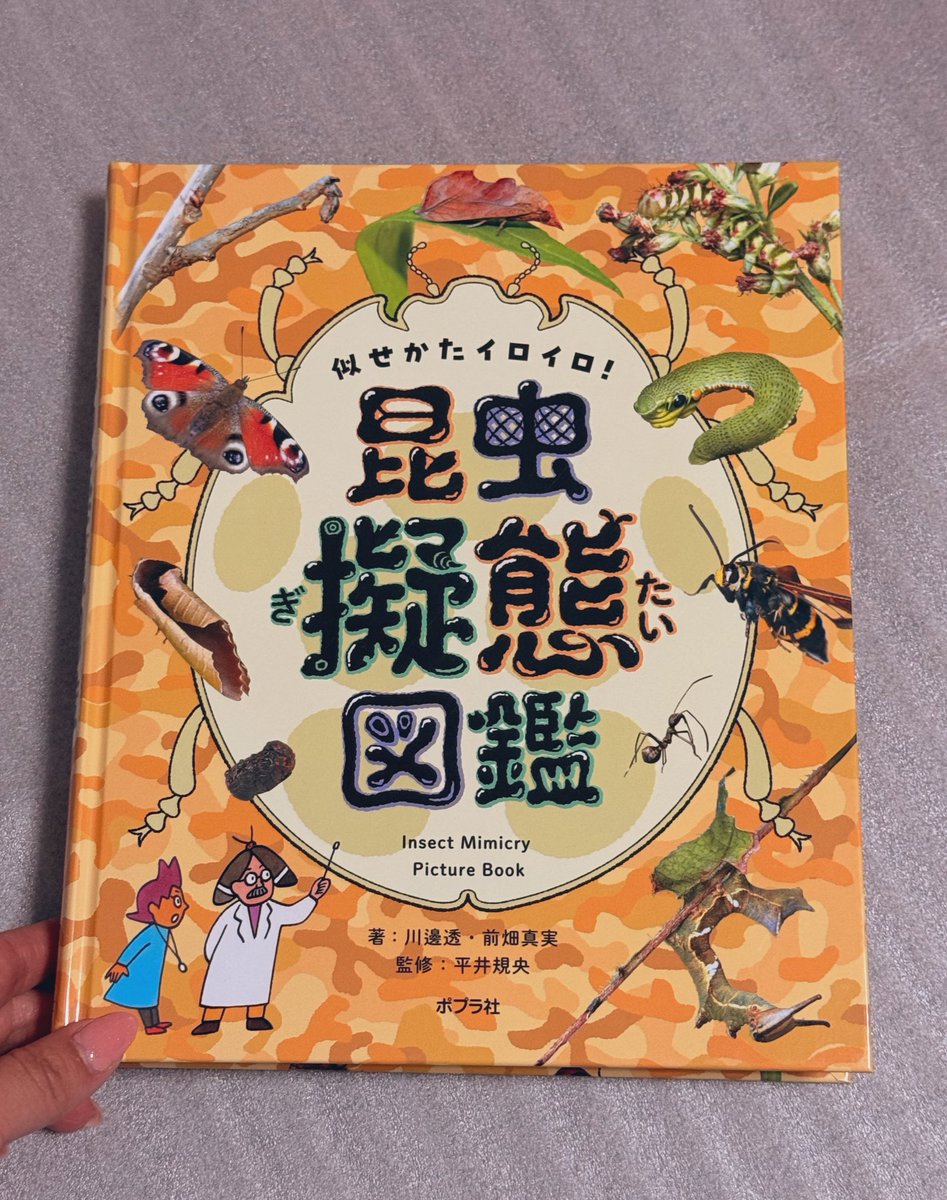 似せかたイロイロ!
昆虫
擬態
ぎ
たい
図鑑
Insect Mimicry
Picture Book
著:川邊透・前畑真実
監修:平井規央
ポプラ社